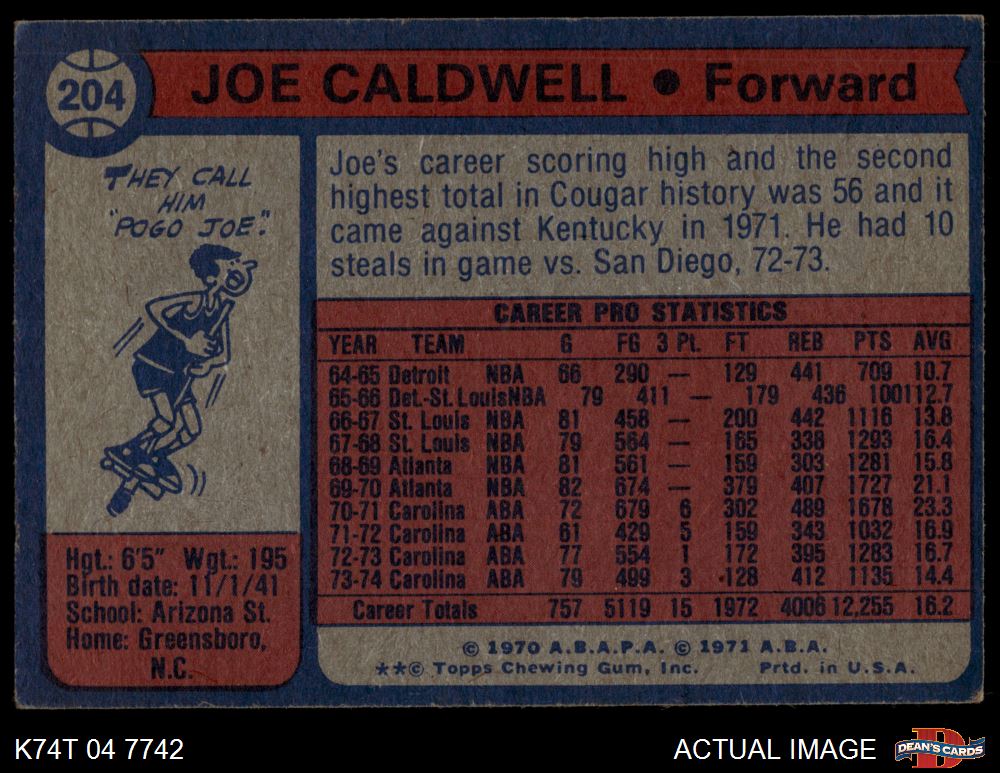 204
JOE CALDWELL • Forward
THEY CALL
HIM
"POGO JOE."
Joe's career scoring high and the second
highest total in Cougar history was 56 and it
came against Kentucky in 1971. He had 10
steals in game vs. San Diego, 72-73.
CAREER PRO STATISTICS
YEAR TEAM G FG 3 Pt. FT REB PTS AVG
64-65 Detroit NBA 66 290 — 129 441 709 10.7
65-66 Det.-St. LouisNBA 79 411 — 179 436 100112.7
66-67 St. Louis NBA 81 458 — 200 442 1116 13.8
67-68 St. Louis NBA 79 564 — 165 338 1293 16.4
68-69 Atlanta NBA 81 561 — 159 303 1281 15.8
69-70 Atlanta NBA 82 674 — 379 407 1727 21.1
70-71 Carolina ABA 72 679 6 302 489 1678 23.3
71-72 Carolina ABA 61 429 5 159 343 1032 16.9
72-73 Carolina ABA 77 554 1 172 395 1283 16.7
73-74 Carolina ABA 79 499 3 128 412 1135 14.4
Career Totals 757 5119 15 1972 4006 12,255 16.2
Hgt.: 6'5" Wgt.: 195
Birth date: 11/1/41
School: Arizona St.
Home: Greensboro,
N.C.
© 1970 A.B.A.P.A. © 1971 A.B.A.
**© Topps Chewing Gum, Inc. Prtd. in U.S.A.
K74T 04 7742
ACTUAL IMAGE
DEAN'S CARDS